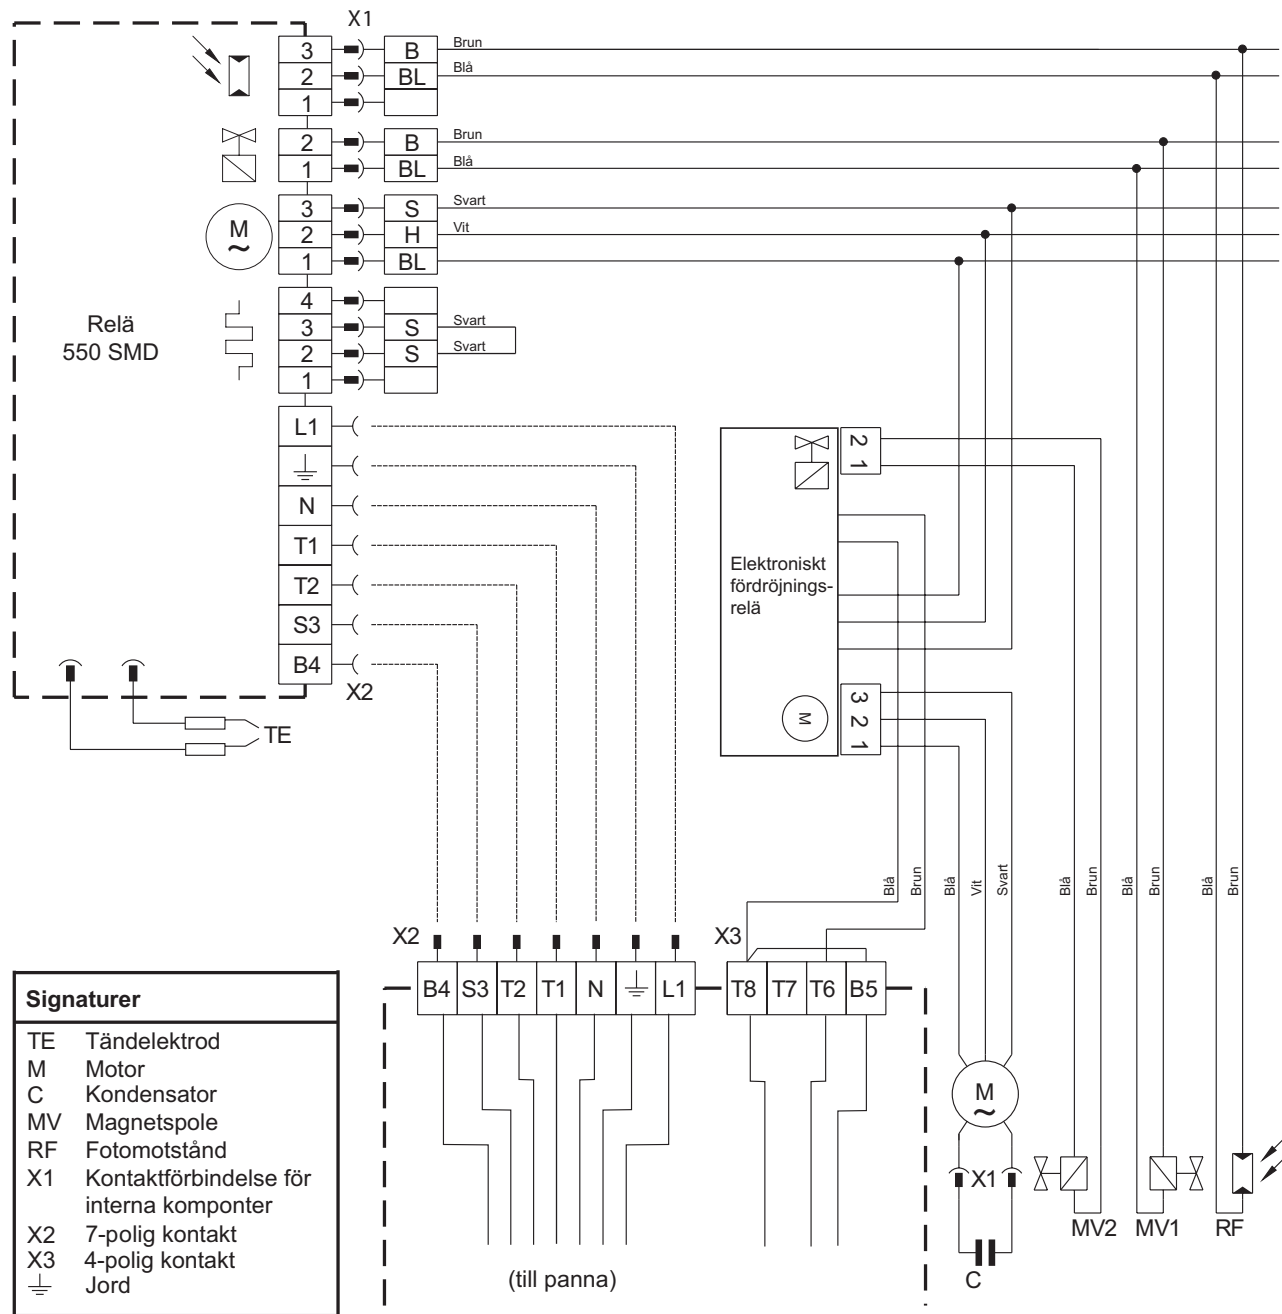 X1
3 B Brun
2 BL Blå
1
2 B Brun
1 BL Blå
3 S Svart
M
~
2 H Vit
1 BL
4
3 S Svart
2 S Svart
1
Relä
550 SMD
L1
N
T1
T2
S3
B4
X2
TE
2 1
Elektroniskt
fördröjnings-
relä
M
3 2 1
Blå
Brun
Blå
Vit
Svart
Blå
Brun
Blå
Brun
Blå
Brun
X2
B4 S3 T2 T1 N L1
X3
T8 T7 T6 B5
(till panna)
M
~
X1
C
MV2
MV1
RF
Signaturer
TE Tändelektrod
M Motor
C Kondensator
MV Magnetspole
RF Fotomotstånd
X1 Kontaktförbindelse för
interna komponter
X2 7-polig kontakt
X3 4-polig kontakt
Jord